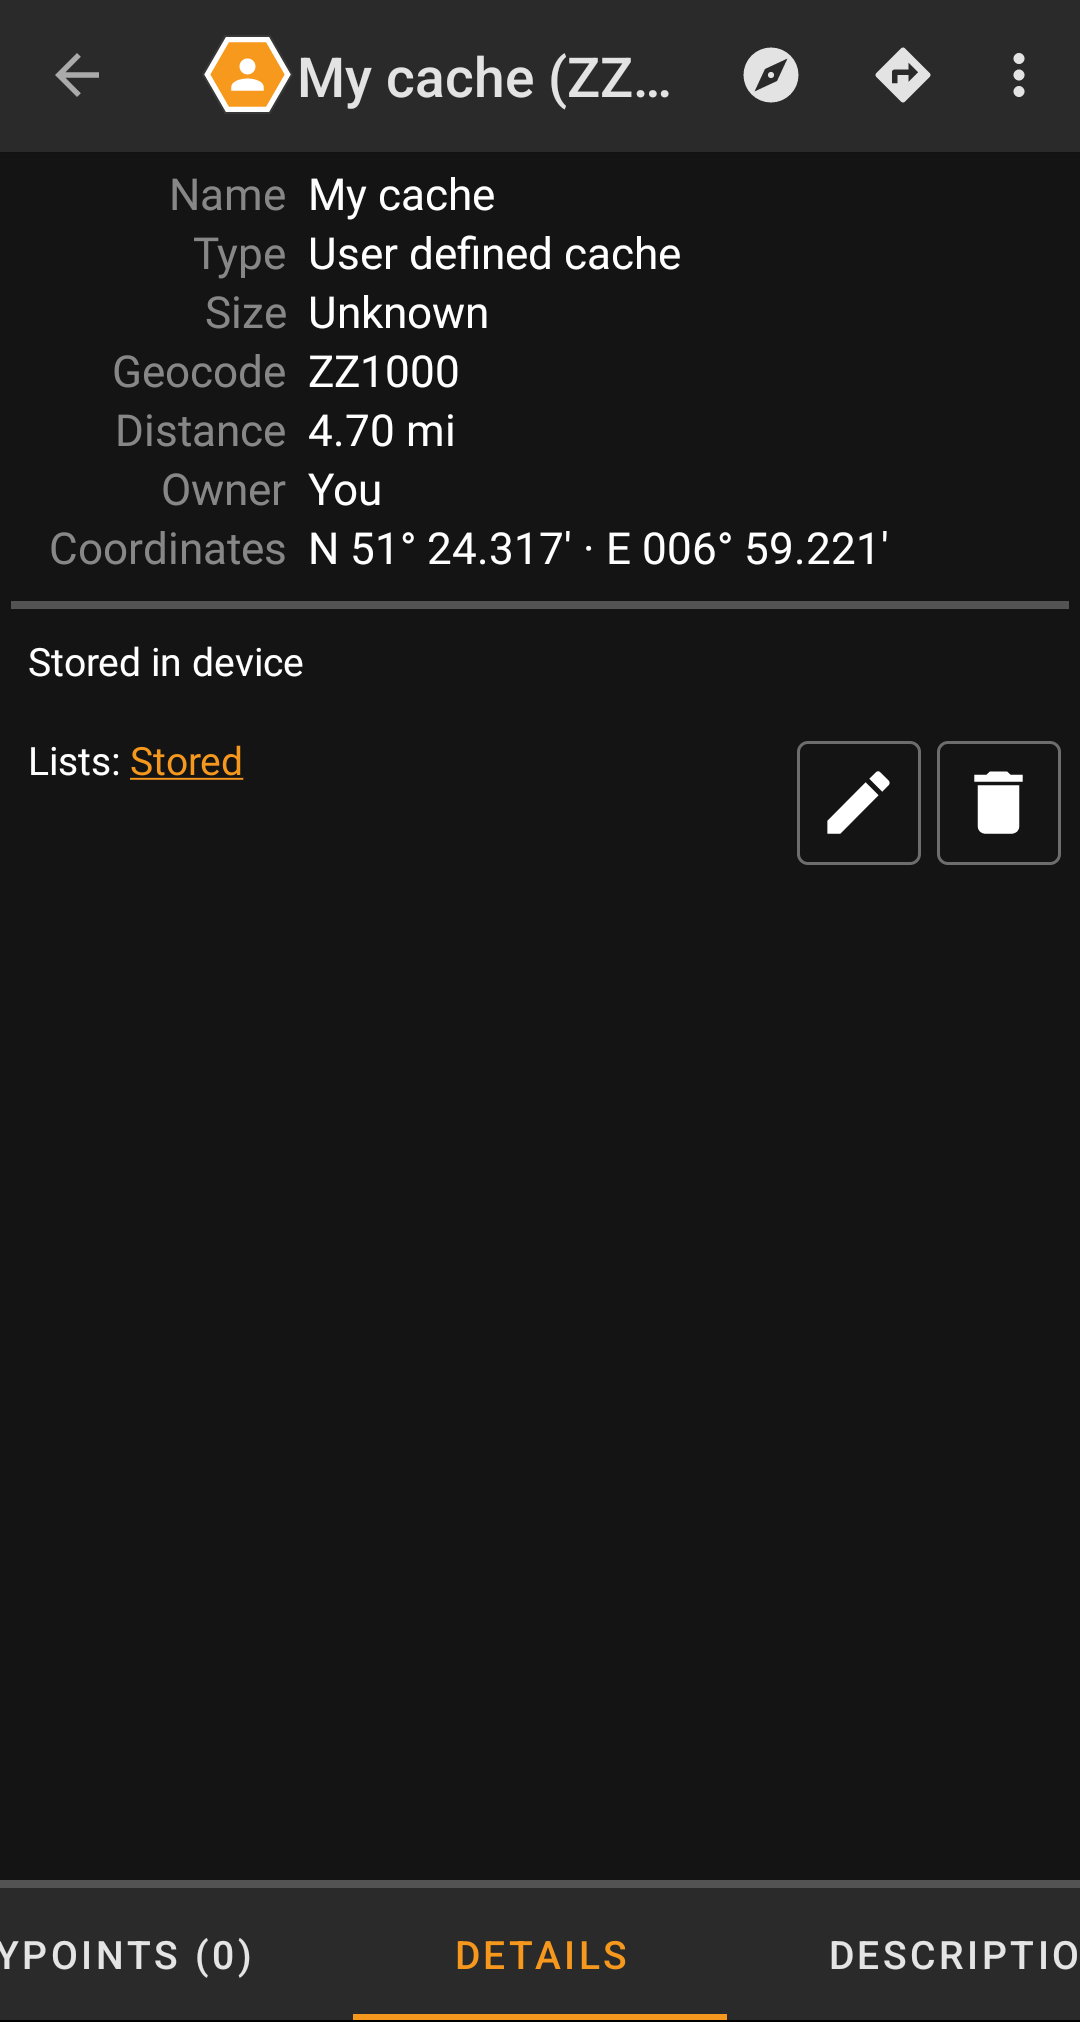 My cache (ZZ...
Name My cache
Type User defined cache
Size Unknown
Geocode ZZ1000
Distance 4.70 mi
Owner You
Coordinates N 51° 24.317' · E 006° 59.221'
Stored in device
Lists: Stored
YPOINTS (0) DETAILS DESCRIPTIO